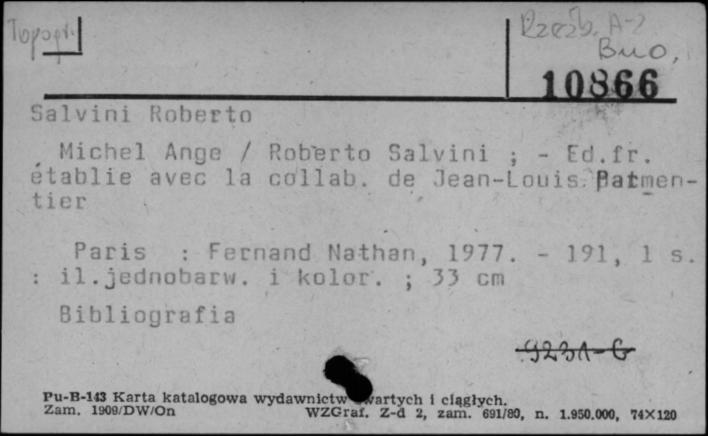 Topogr.
Rzeźb. A-Z
Buo,
10866
Salvini Roberto
Michel Ange / Roberto Salvini ; - Ed.fr.
établie avec la collab. de Jean-Louis Parmen-
tier
Paris : Fernand Nathan, 1977. - 191, 1 s.
: il.jednobarw. i kolor. ; 33 cm
Bibliografia
9231-G
Pu-B-143 Karta katalogowa wydawnictw i ciągłych.
Zam. 1909/DW/On WZGraf. Z-d 2, zam. 691/80, n. 1.950.000, 74X120